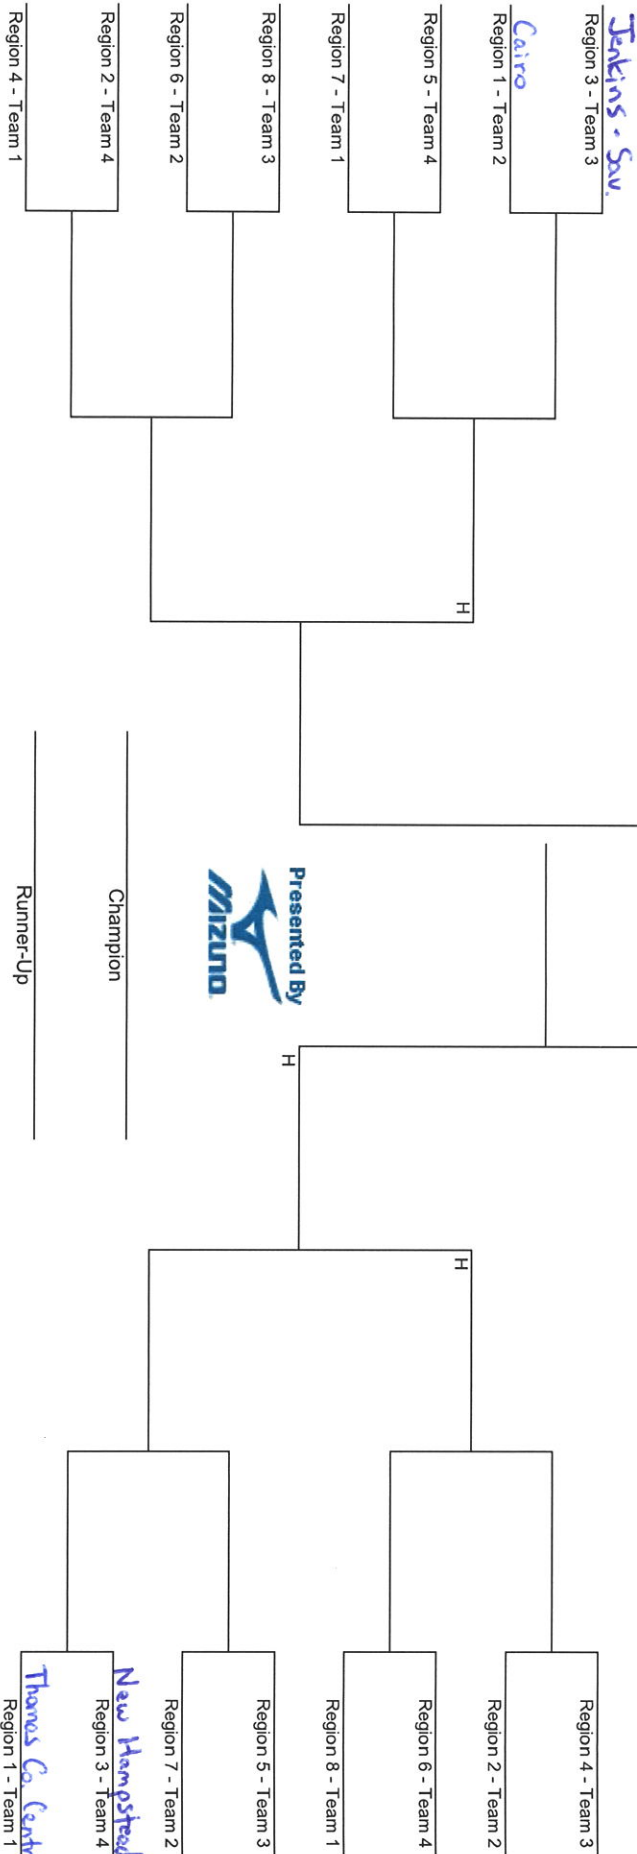 Jenkins - Sav.
Region 3 - Team 3
Cairo
Region 1 - Team 2
Region 5 - Team 4
Region 7 - Team 1
Region 8 - Team 3
Region 6 - Team 2
Region 2 - Team 4
Region 4 - Team 1
H
Presented By
MIZUNO
Champion
Runner-Up
H
H
Region 4 - Team 3
Region 2 - Team 2
Region 6 - Team 4
Region 8 - Team 1
Region 5 - Team 3
Region 7 - Team 2
New Hampstead
Region 3 - Team 4
Thomas Co. Centr
Region 1 - Team 1